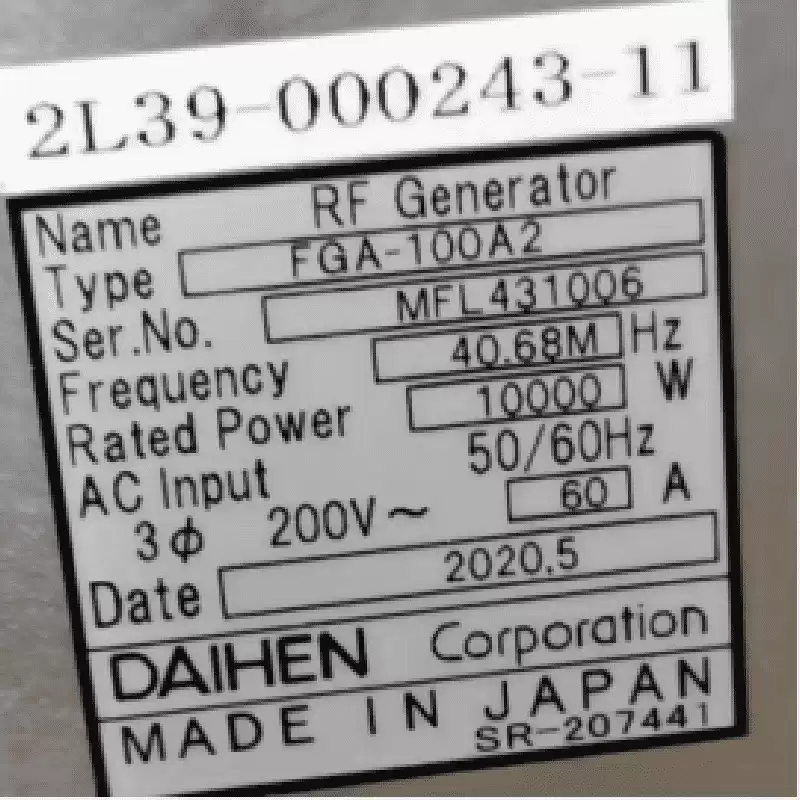 2L39-000243-11
Name RF Generator
Type FGA-100A2
Ser.No. MFL431006
Frequency 40.68M Hz
Rated Power 10000 W
AC Input 50/60Hz
3φ 200V~ 60 A
Date 2020.5
DAIHEN Corporation
MADE IN JAPAN
SR-207441